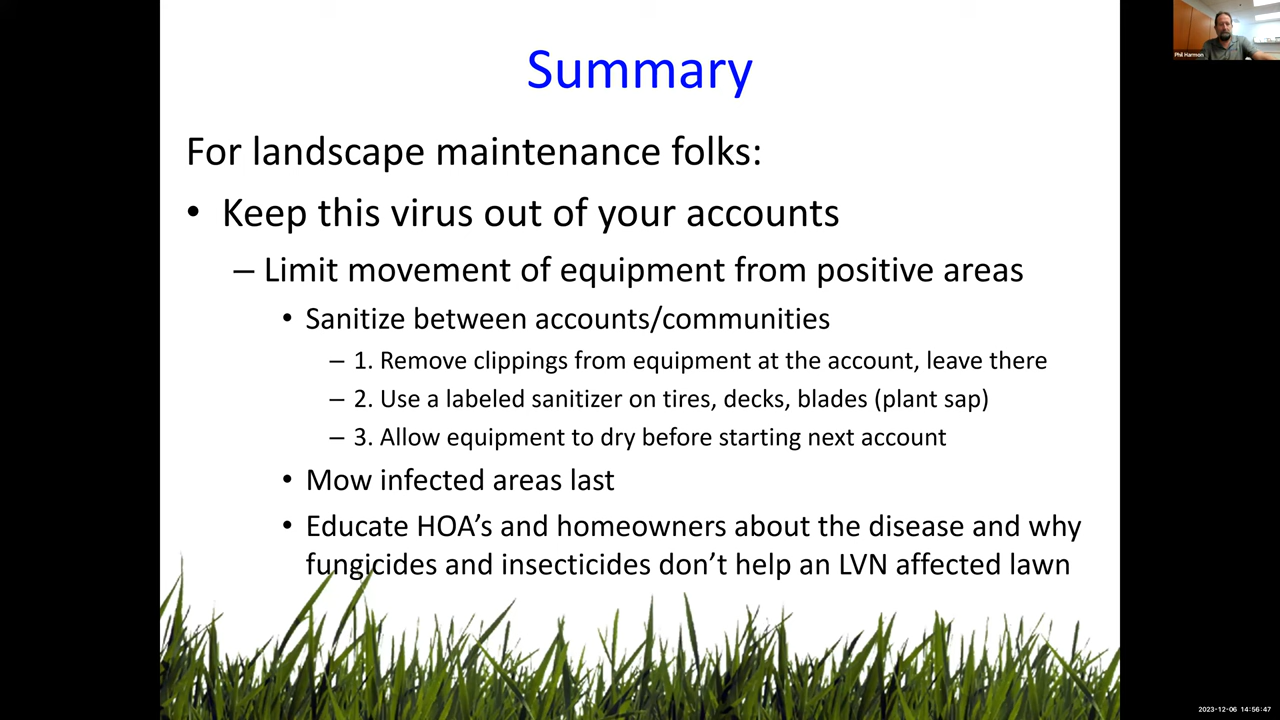 Summary
Phil Harmon
For landscape maintenance folks:
• Keep this virus out of your accounts
– Limit movement of equipment from positive areas
• Sanitize between accounts/communities
– 1. Remove clippings from equipment at the account, leave there
– 2. Use a labeled sanitizer on tires, decks, blades (plant sap)
– 3. Allow equipment to dry before starting next account
• Mow infected areas last
• Educate HOA’s and homeowners about the disease and why
fungicides and insecticides don’t help an LVN affected lawn
2023-12-06 14:56:47